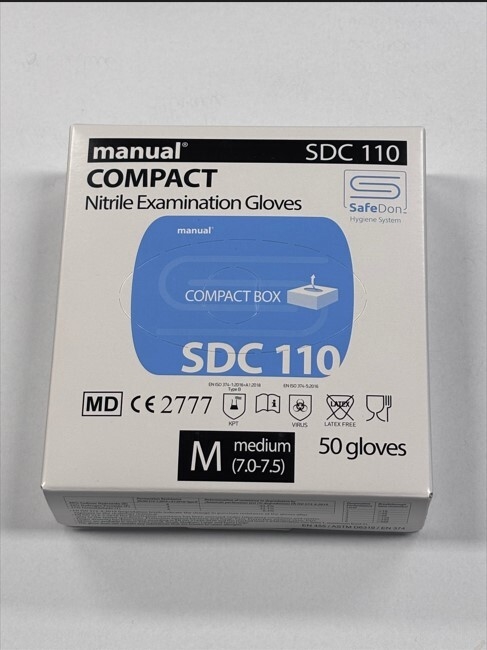 manual®
SDC 110
COMPACT
Nitrile Examination Gloves
SafeDon.
Hygiene System
manual®
COMPACT BOX
SDC 110
EN ISO 374-1:2016+A1:2018
Type B
EN ISO 374-5:2016
MD
CE 2777
i
LATEX
KPT
VIRUS
LATEX FREE
M
medium
(7.0-7.5)
50 gloves